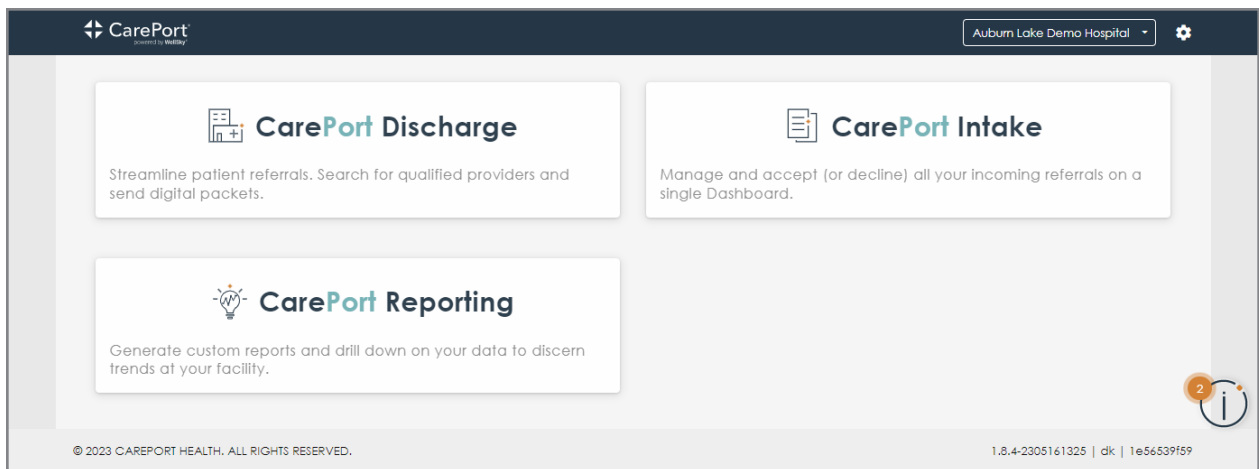 CarePort
powered by WellSky
Auburn Lake Demo Hospital
CarePort Discharge
Streamline patient referrals. Search for qualified providers and
send digital packets.
CarePort Intake
Manage and accept (or decline) all your incoming referrals on a
single Dashboard.
CarePort Reporting
Generate custom reports and drill down on your data to discern
trends at your facility.
2
i
© 2023 CAREPORT HEALTH. ALL RIGHTS RESERVED.
1.8.4-2305161325 | dk | 1e56539f59